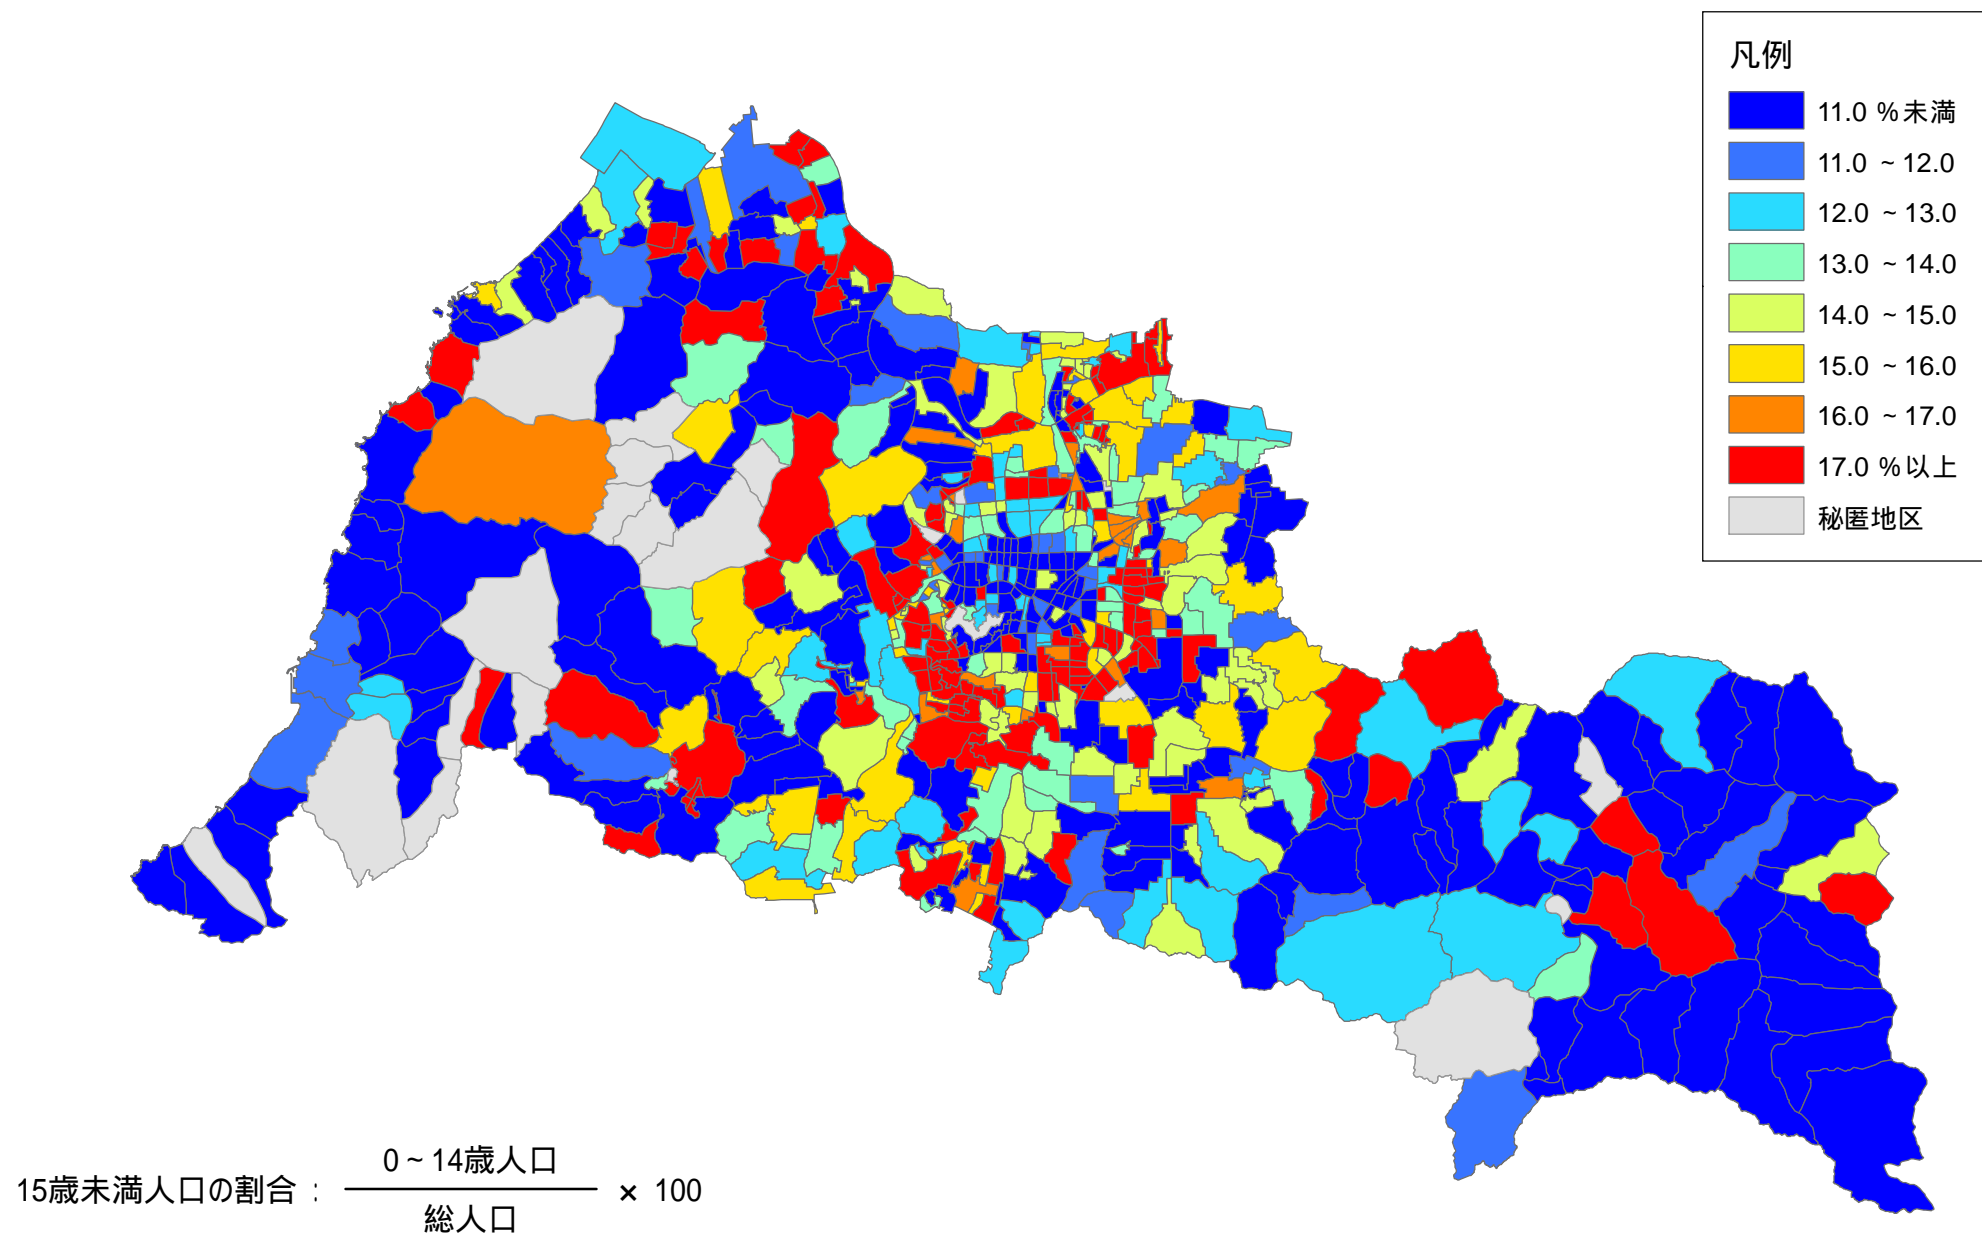 凡例
11.0 %未満
11.0 ~ 12.0
12.0 ~ 13.0
13.0 ~ 14.0
14.0 ~ 15.0
15.0 ~ 16.0
16.0 ~ 17.0
17.0 %以上
秘匿地区
0 ~ 14歳人口
15歳未満人口の割合 : × 100
総人口